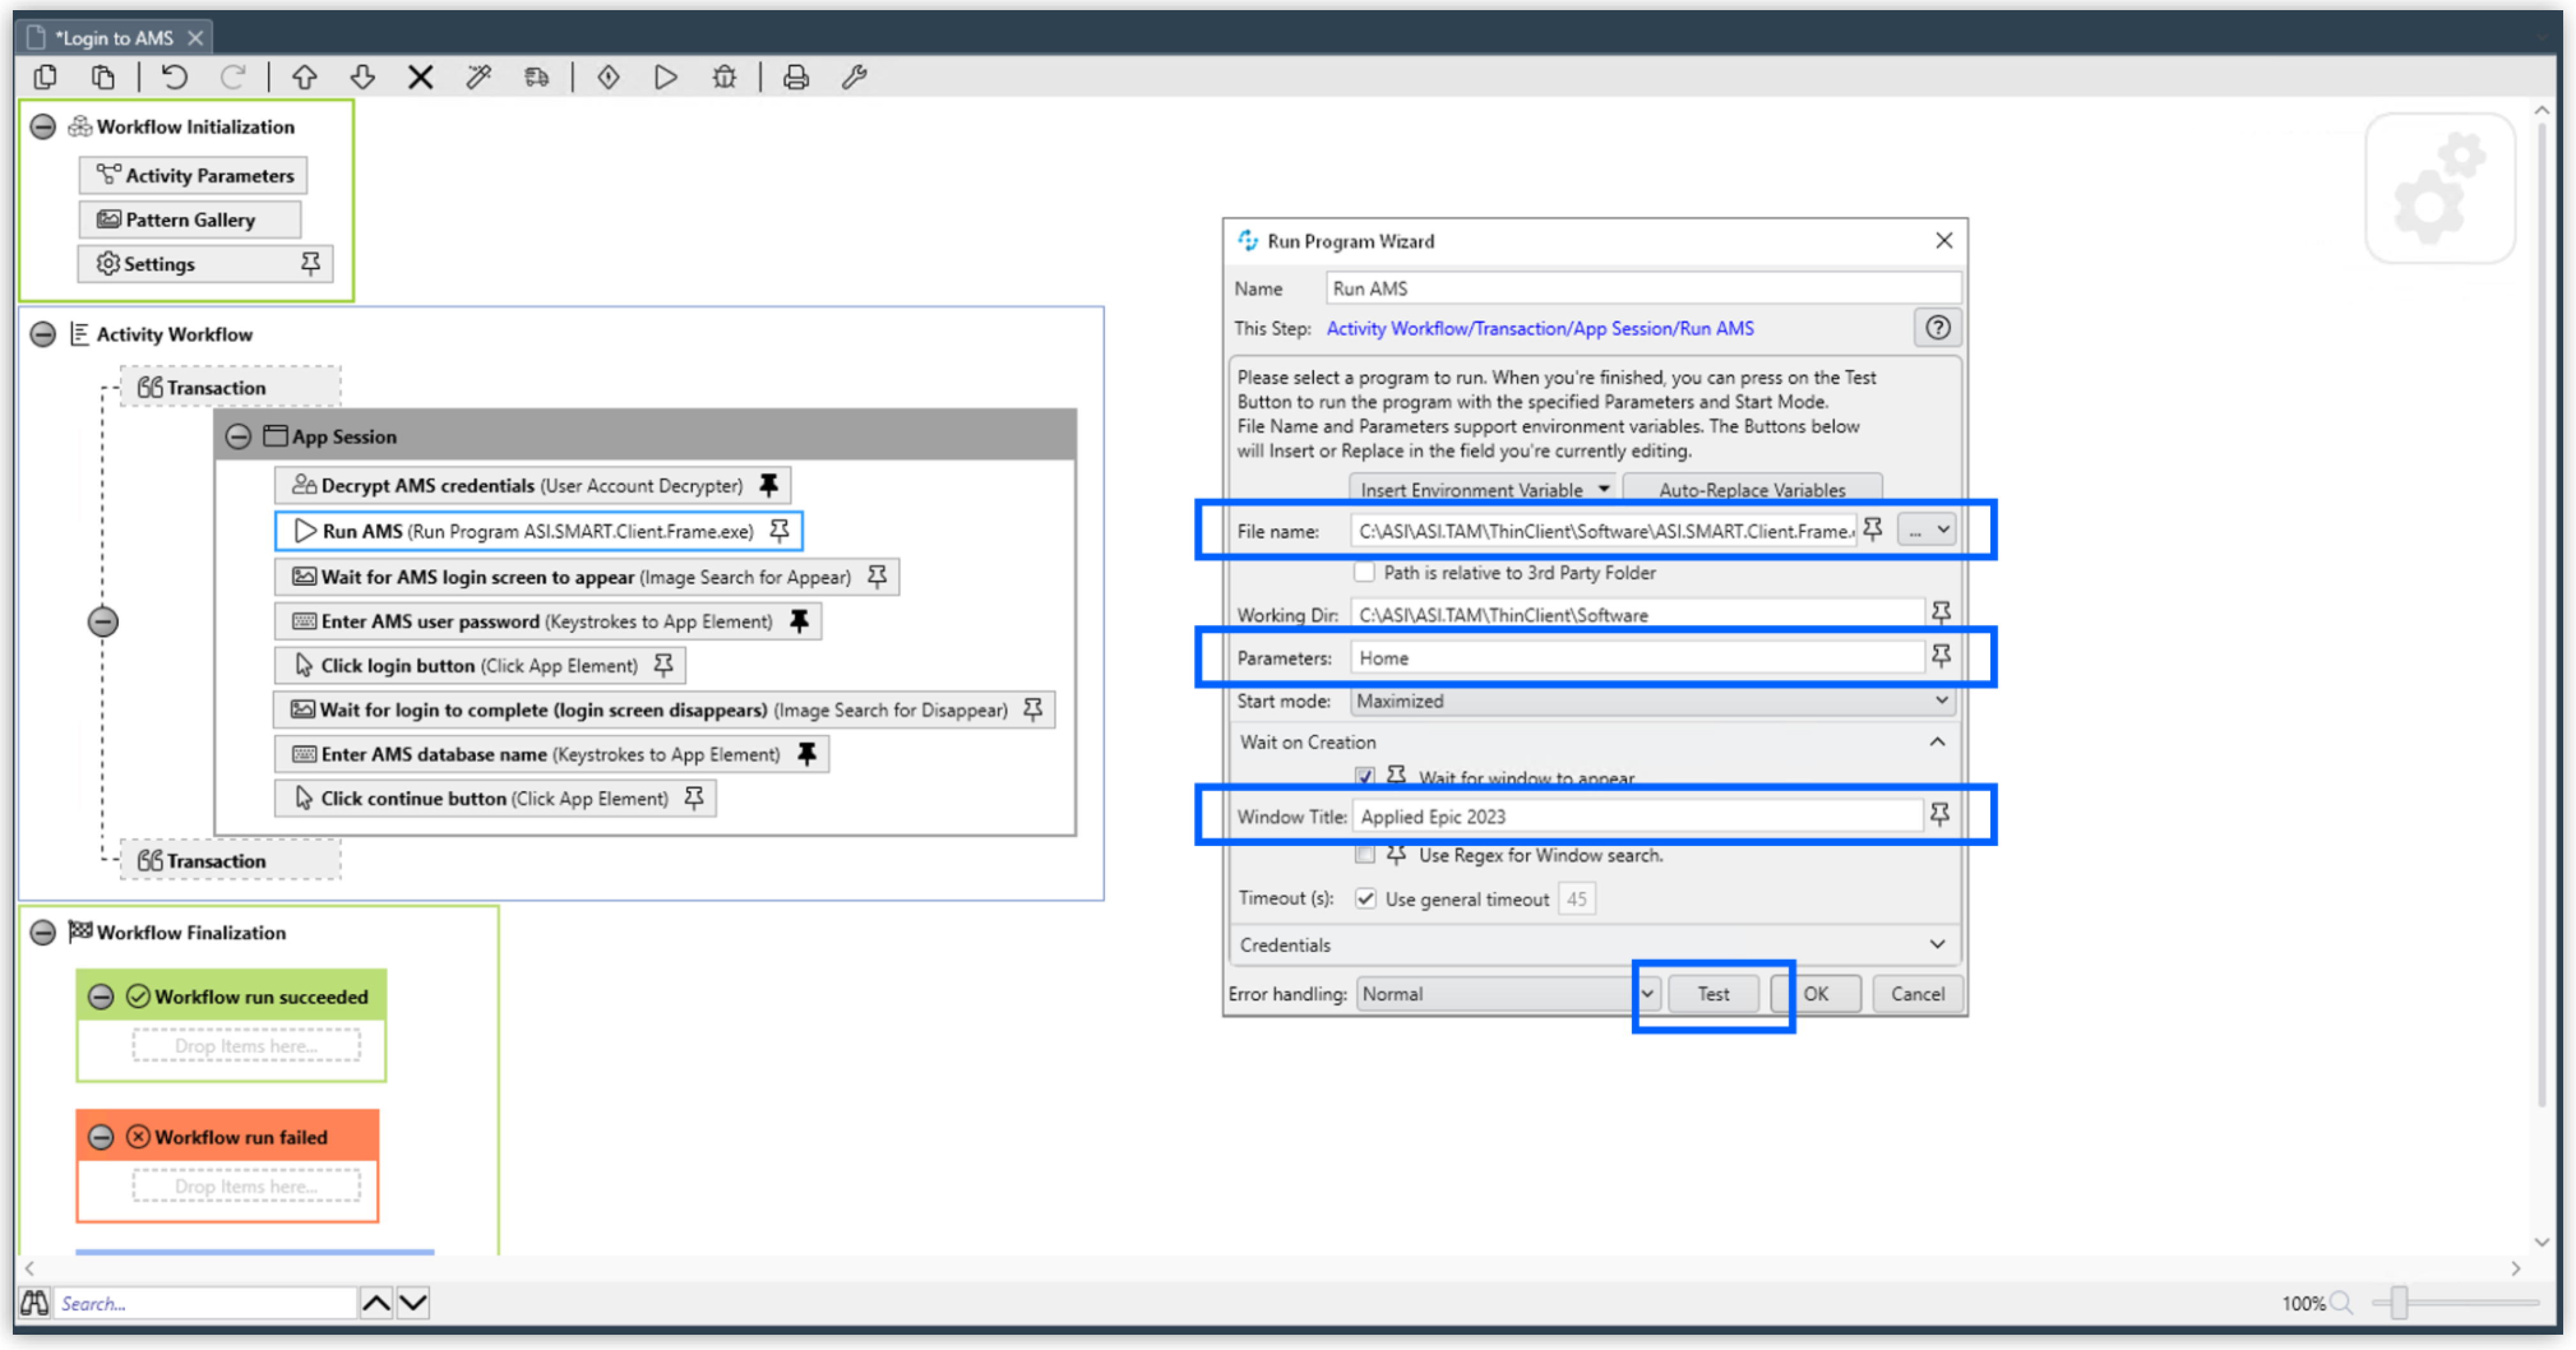 *Login to AMS
Workflow Initialization
Activity Parameters
Pattern Gallery
Settings
Activity Workflow
Transaction
App Session
Decrypt AMS credentials (User Account Decrypter)
Run AMS (Run Program ASI.SMART.Client.Frame.exe)
Wait for AMS login screen to appear (Image Search for Appear)
Enter AMS user password (Keystrokes to App Element)
Click login button (Click App Element)
Wait for login to complete (login screen disappears) (Image Search for Disappear)
Enter AMS database name (Keystrokes to App Element)
Click continue button (Click App Element)
Transaction
Workflow Finalization
Workflow run succeeded
Drop Items here...
Workflow run failed
Drop Items here...
Run Program Wizard
Name Run AMS
This Step: Activity Workflow/Transaction/App Session/Run AMS
Please select a program to run. When you're finished, you can press on the Test
Button to run the program with the specified Parameters and Start Mode.
File Name and Parameters support environment variables. The Buttons below
will Insert or Replace in the field you're currently editing.
Insert Environment Variable Auto-Replace Variables
File name: C:\ASI\ASI.TAM\ThinClient\Software\ASI.SMART.Client.Frame. ...
Path is relative to 3rd Party Folder
Working Dir: C:\ASI\ASI.TAM\ThinClient\Software
Parameters: Home
Start mode: Maximized
Wait on Creation
Wait for window to appear
Window Title: Applied Epic 2023
Use Regex for Window search.
Timeout (s): Use general timeout 45
Credentials
Error handling: Normal Test OK Cancel
Search...
100%